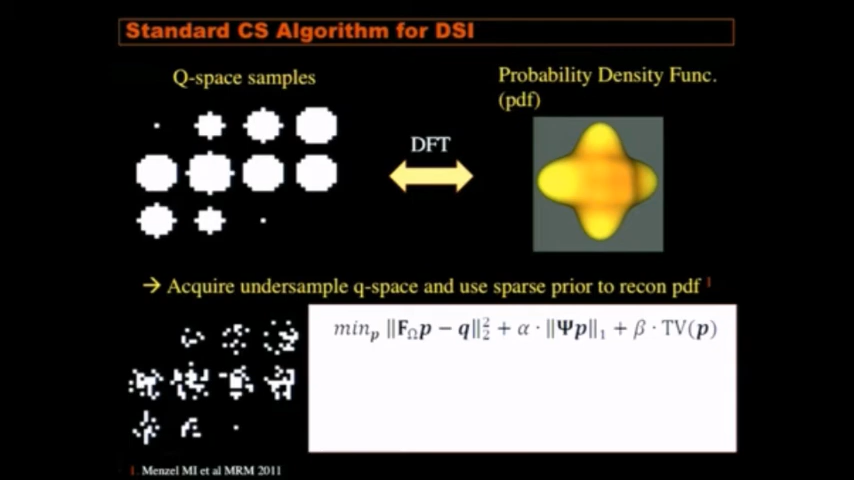 Standard CS Algorithm for DSI
Q-space samples
Probability Density Func.
(pdf)
DFT
→ Acquire undersample q-space and use sparse prior to recon pdf 1
min_p ‖F_Ω p − q‖₂² + α · ‖Ψp‖₁ + β · TV(p)
1. Menzel MI et al MRM 2011